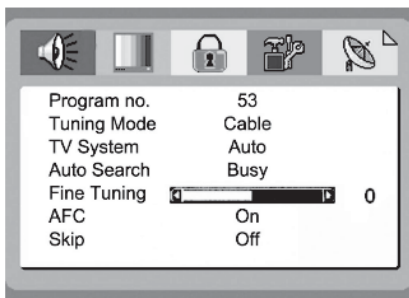 Program no. 53
Tuning Mode Cable
TV System Auto
Auto Search Busy
Fine Tuning 0
AFC On
Skip Off